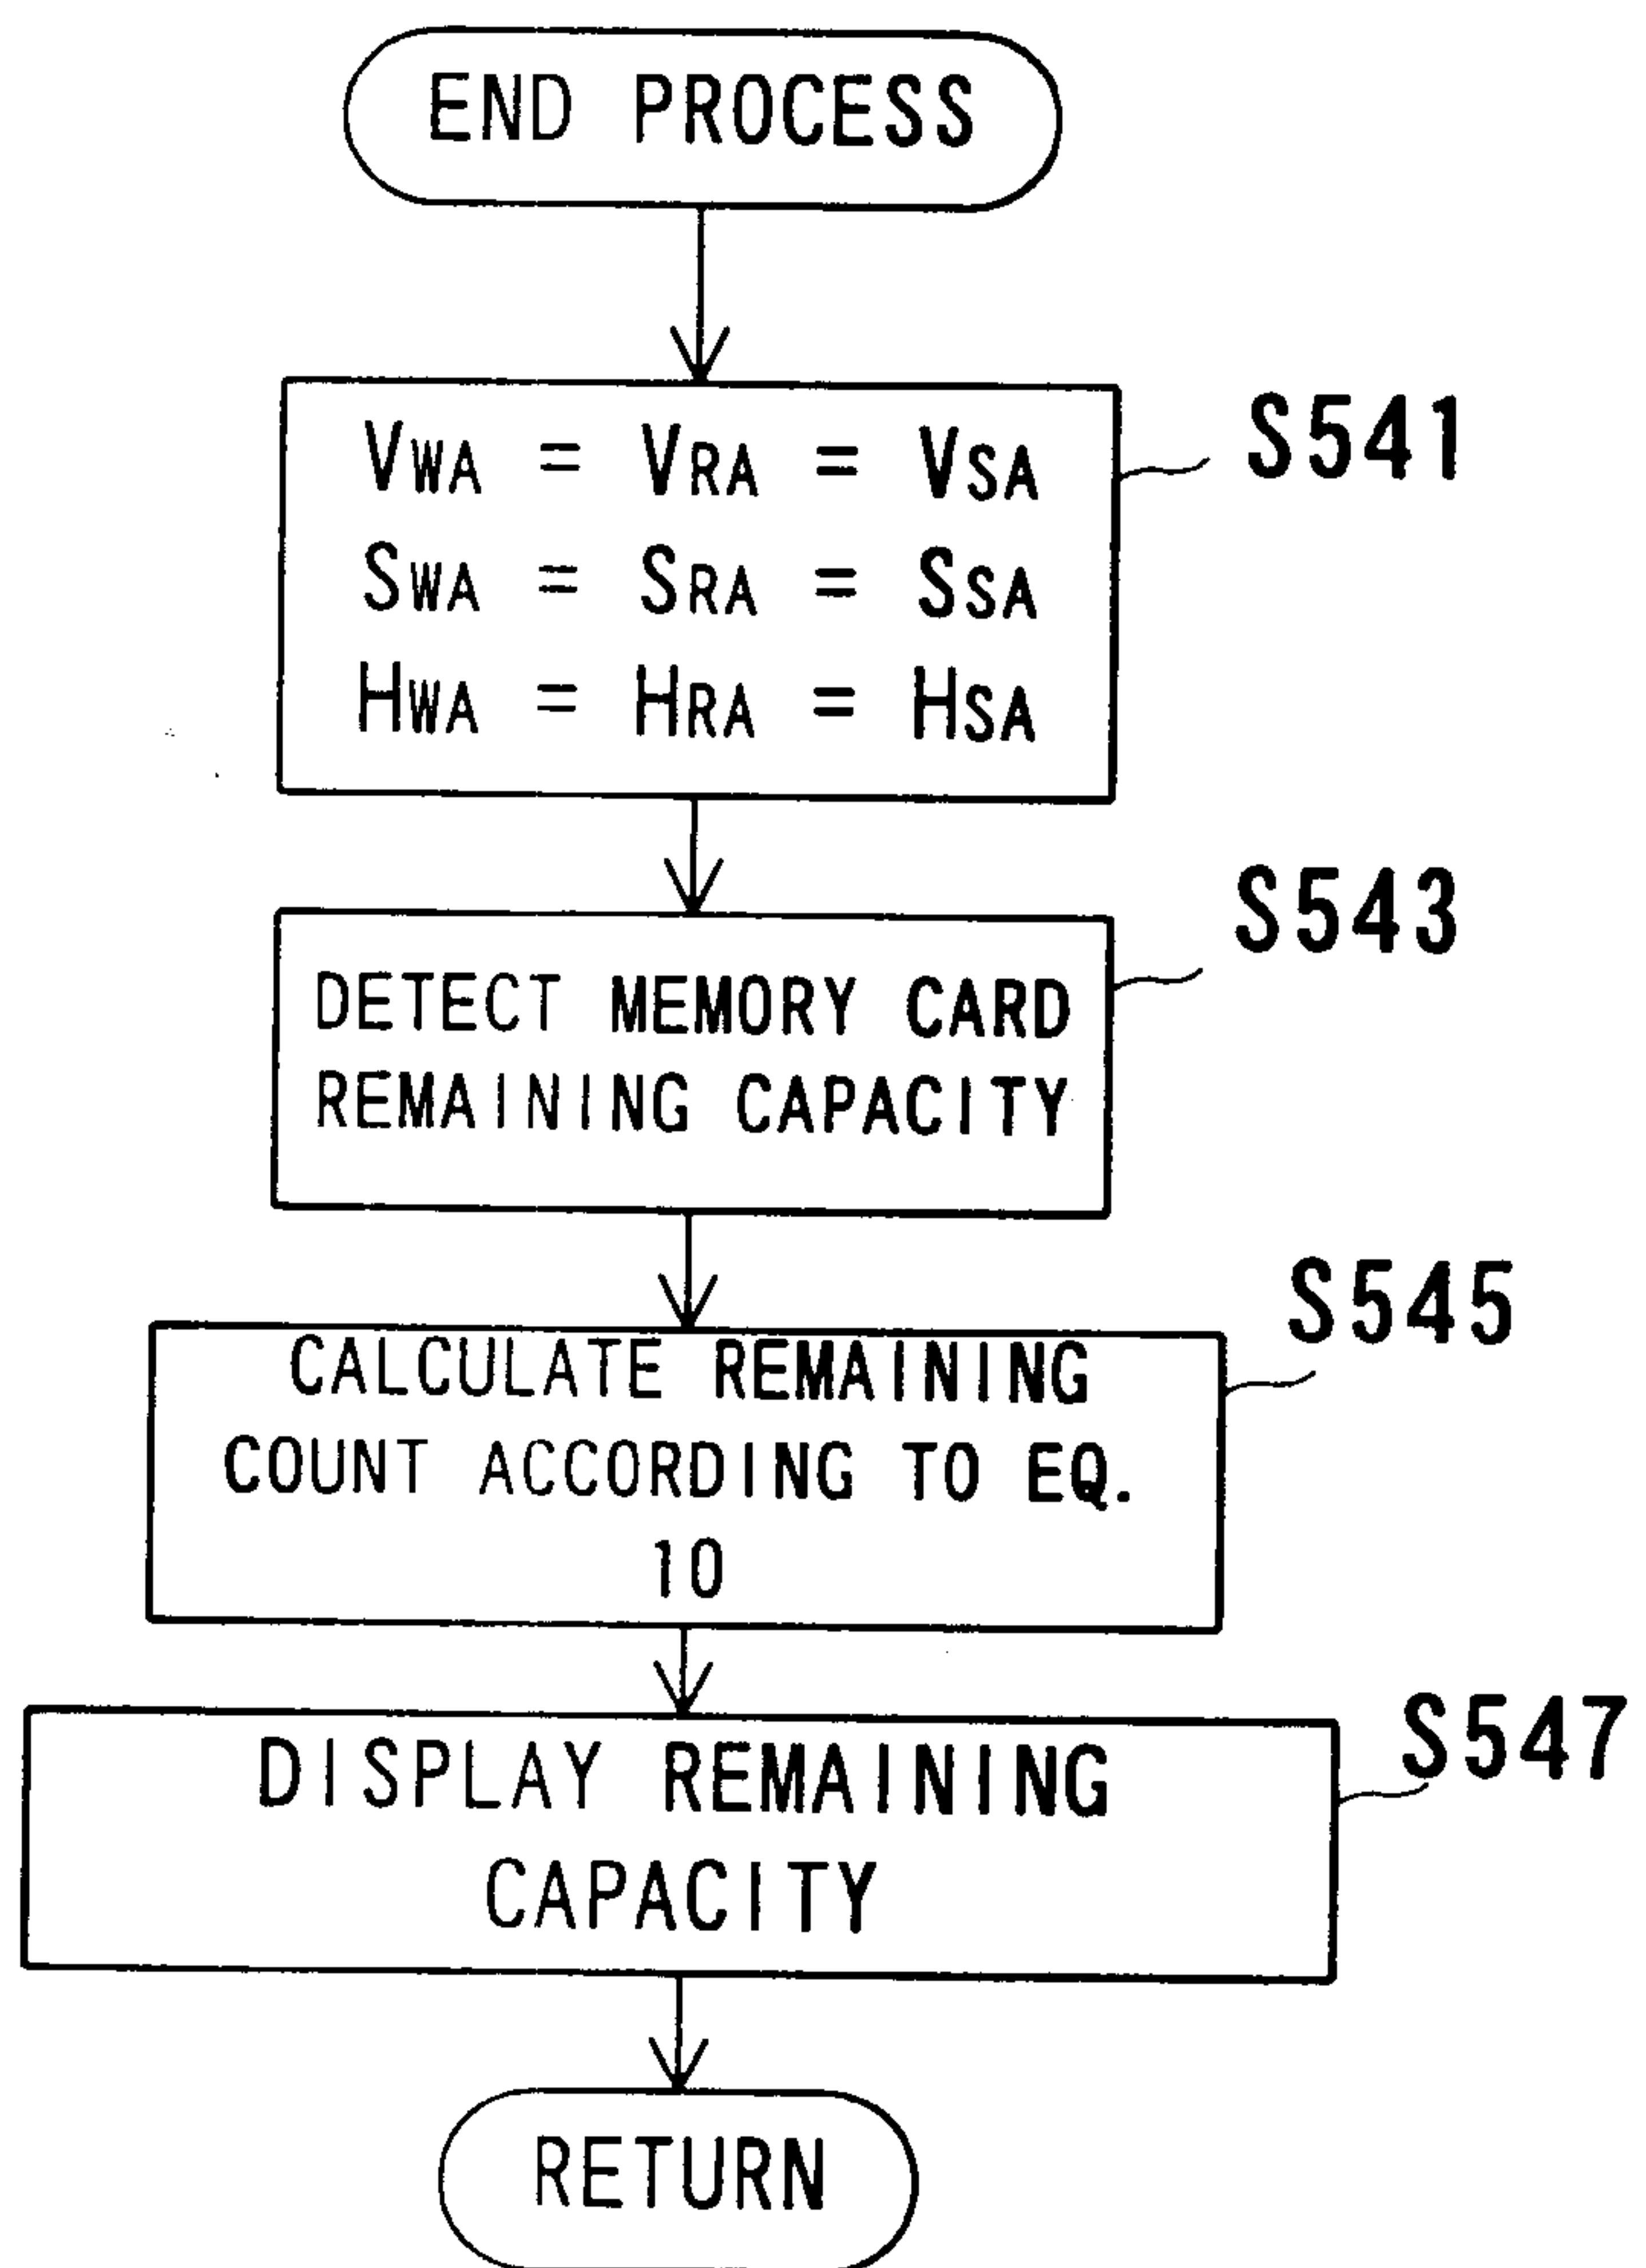 END PROCESS
VWA = VRA = VSA
S541
SWA = SRA = SSA
HWA = HRA = HSA
S543
DETECT MEMORY CARD
REMAINING CAPACITY
S545
CALCULATE REMAINING
COUNT ACCORDING TO EQ.
10
S547
DISPLAY REMAINING
CAPACITY
RETURN